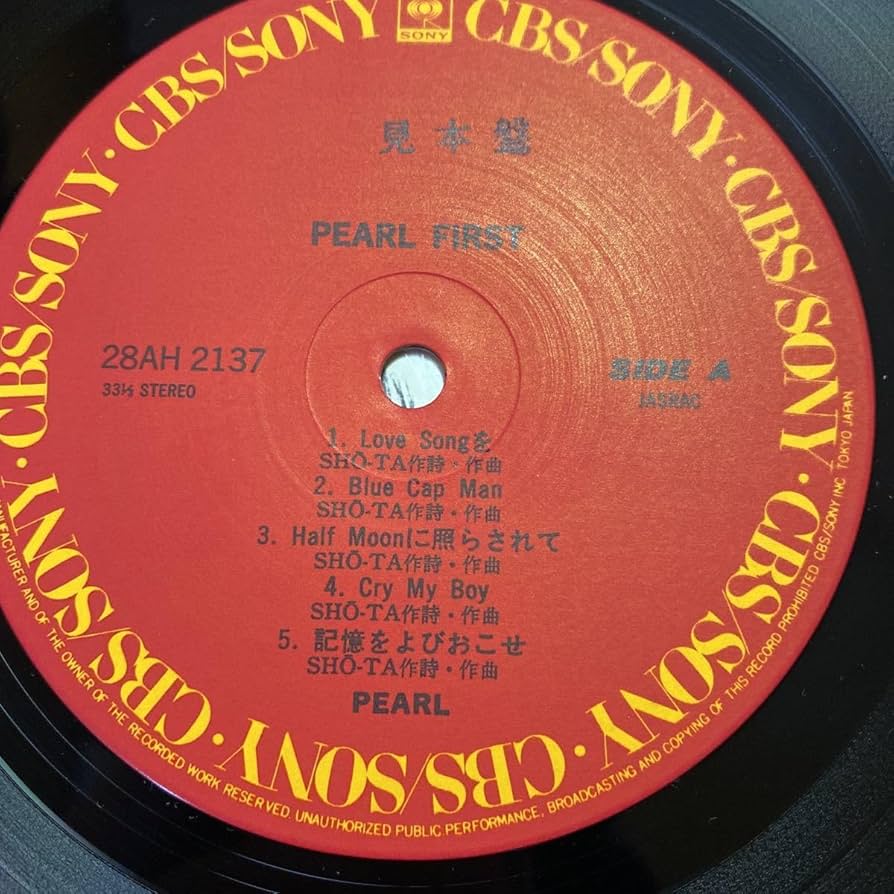 CBS/SONY · CBS/SONY · CBS/SONY · CBS/SONY · CBS/SONY · CBS/SONY · CBS/SONY · CBS/SONY
SONY
見本盤
PEARL FIRST
28AH 2137
33⅓ STEREO
SIDE A
JASRAC
1. Love Songを
SHŌ-TA作詩・作曲
2. Blue Cap Man
SHŌ-TA作詩・作曲
3. Half Moonに照らされて
SHŌ-TA作詩・作曲
4. Cry My Boy
SHŌ-TA作詩・作曲
5. 記憶をよびおこせ
SHŌ-TA作詩・作曲
PEARL
MANUFACTURER AND OF THE OWNER OF THE RECORDED WORK RESERVED. UNAUTHORIZED PUBLIC PERFORMANCE, BROADCASTING AND COPYING OF THIS RECORD PROHIBITED CBS/SONY INC. TOKYO JAPAN